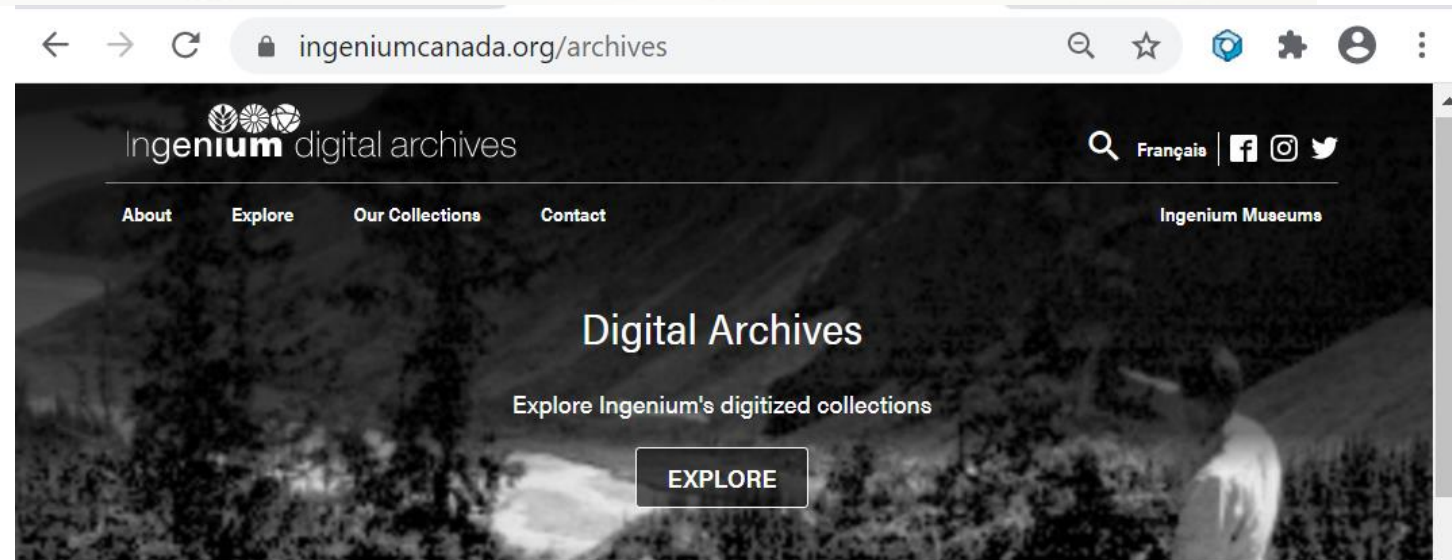 ingeniumcanada.org/archives
Ingenium digital archives
Français
About Explore Our Collections Contact Ingenium Museums
Digital Archives
Explore Ingenium's digitized collections
EXPLORE